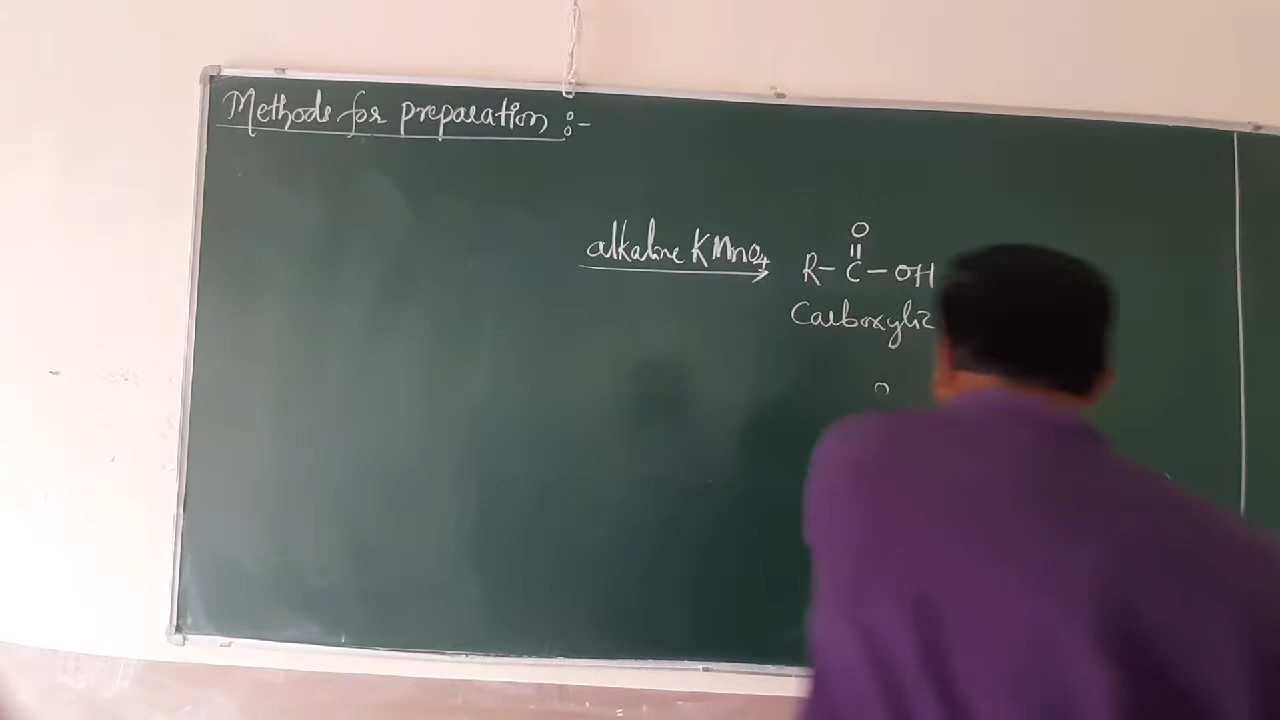 Methods for preparation :-
alkaline KMnO4
O
||
R-C-OH
Carboxylic
O